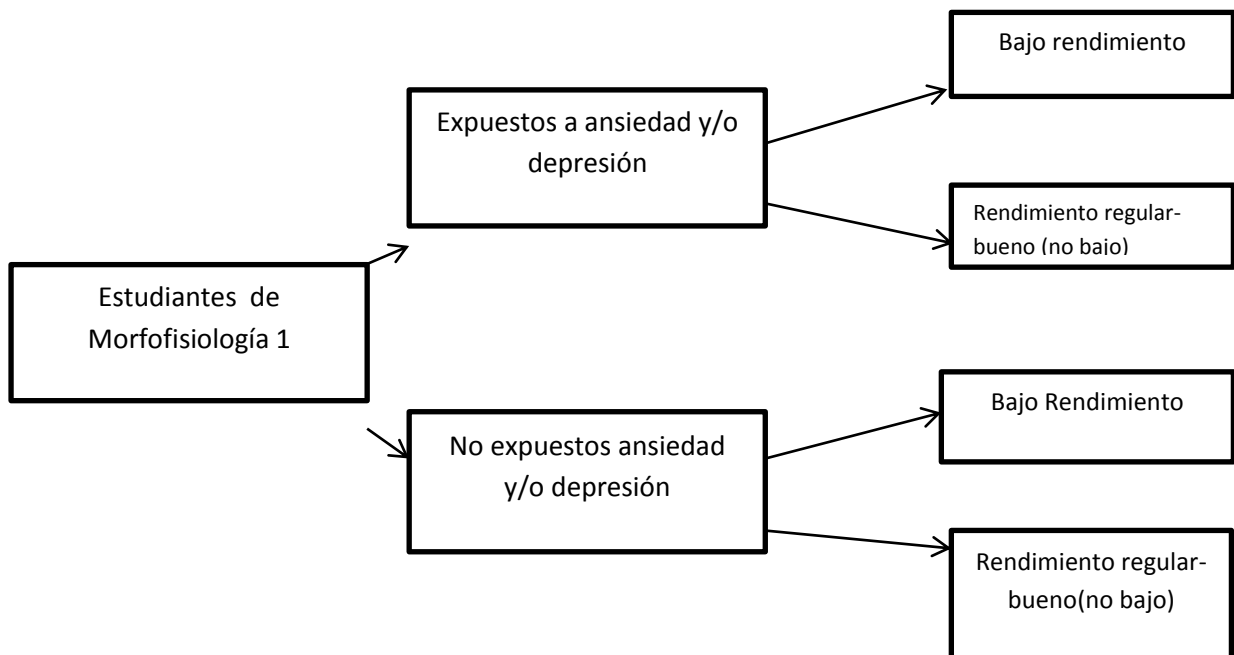 Bajo rendimiento
Expuestos a ansiedad y/o
depresión
Rendimiento regular-
bueno (no bajo)
Estudiantes de
Morfofisiología 1
Bajo Rendimiento
No expuestos ansiedad
y/o depresión
Rendimiento regular-
bueno(no bajo)